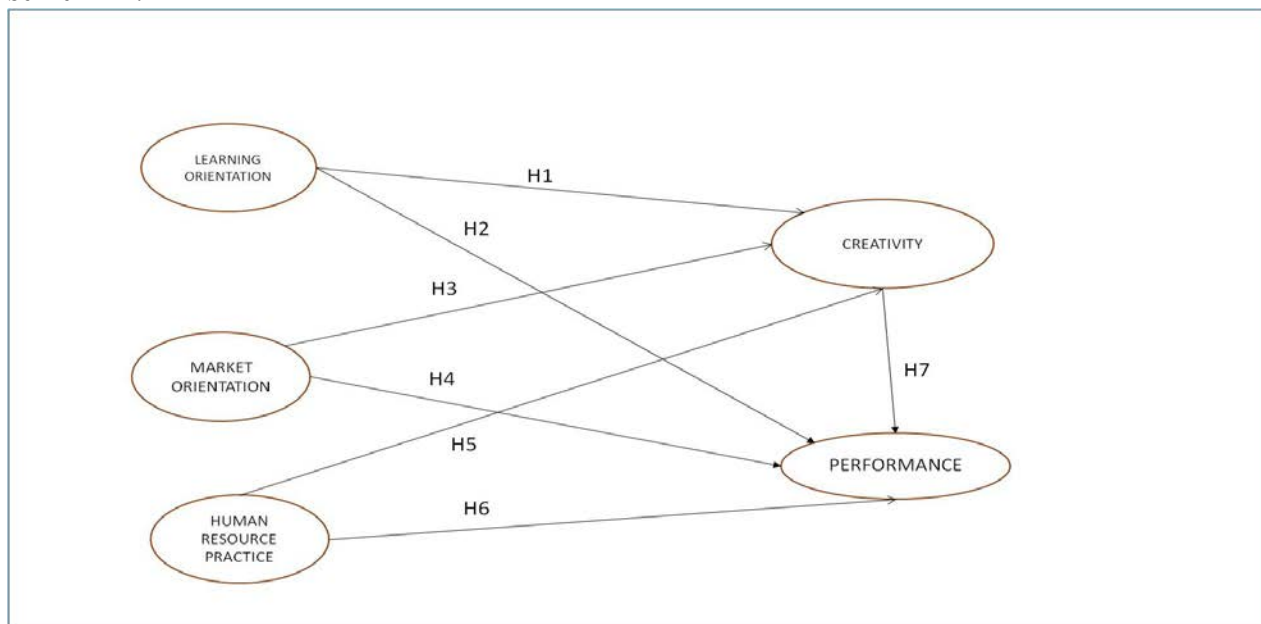 LEARNING
ORIENTATION
H1
H2
CREATIVITY
H3
MARKET
ORIENTATION
H4
H7
H5
PERFORMANCE
H6
HUMAN
RESOURCE
PRACTICE